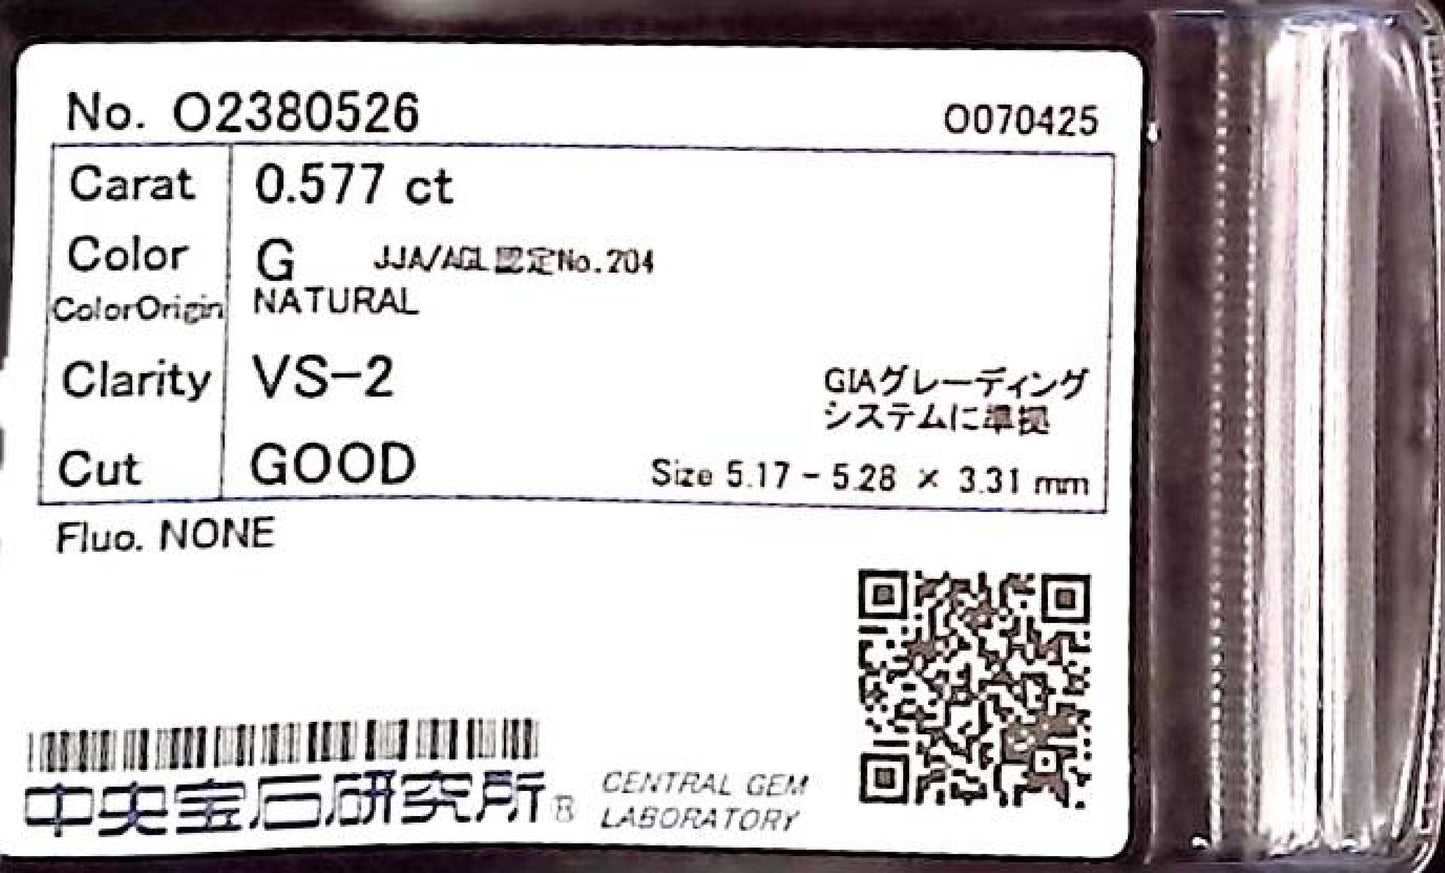 No. O2380526
O070425
Carat 0.577 ct
Color G JJA/AGL認定No.204
ColorOrigin NATURAL
Clarity VS-2
GIAグレーディング
システムに準拠
Cut GOOD Size 5.17 - 5.28 × 3.31 mm
Fluo. NONE
中央宝石研究所®
CENTRAL GEM
LABORATORY